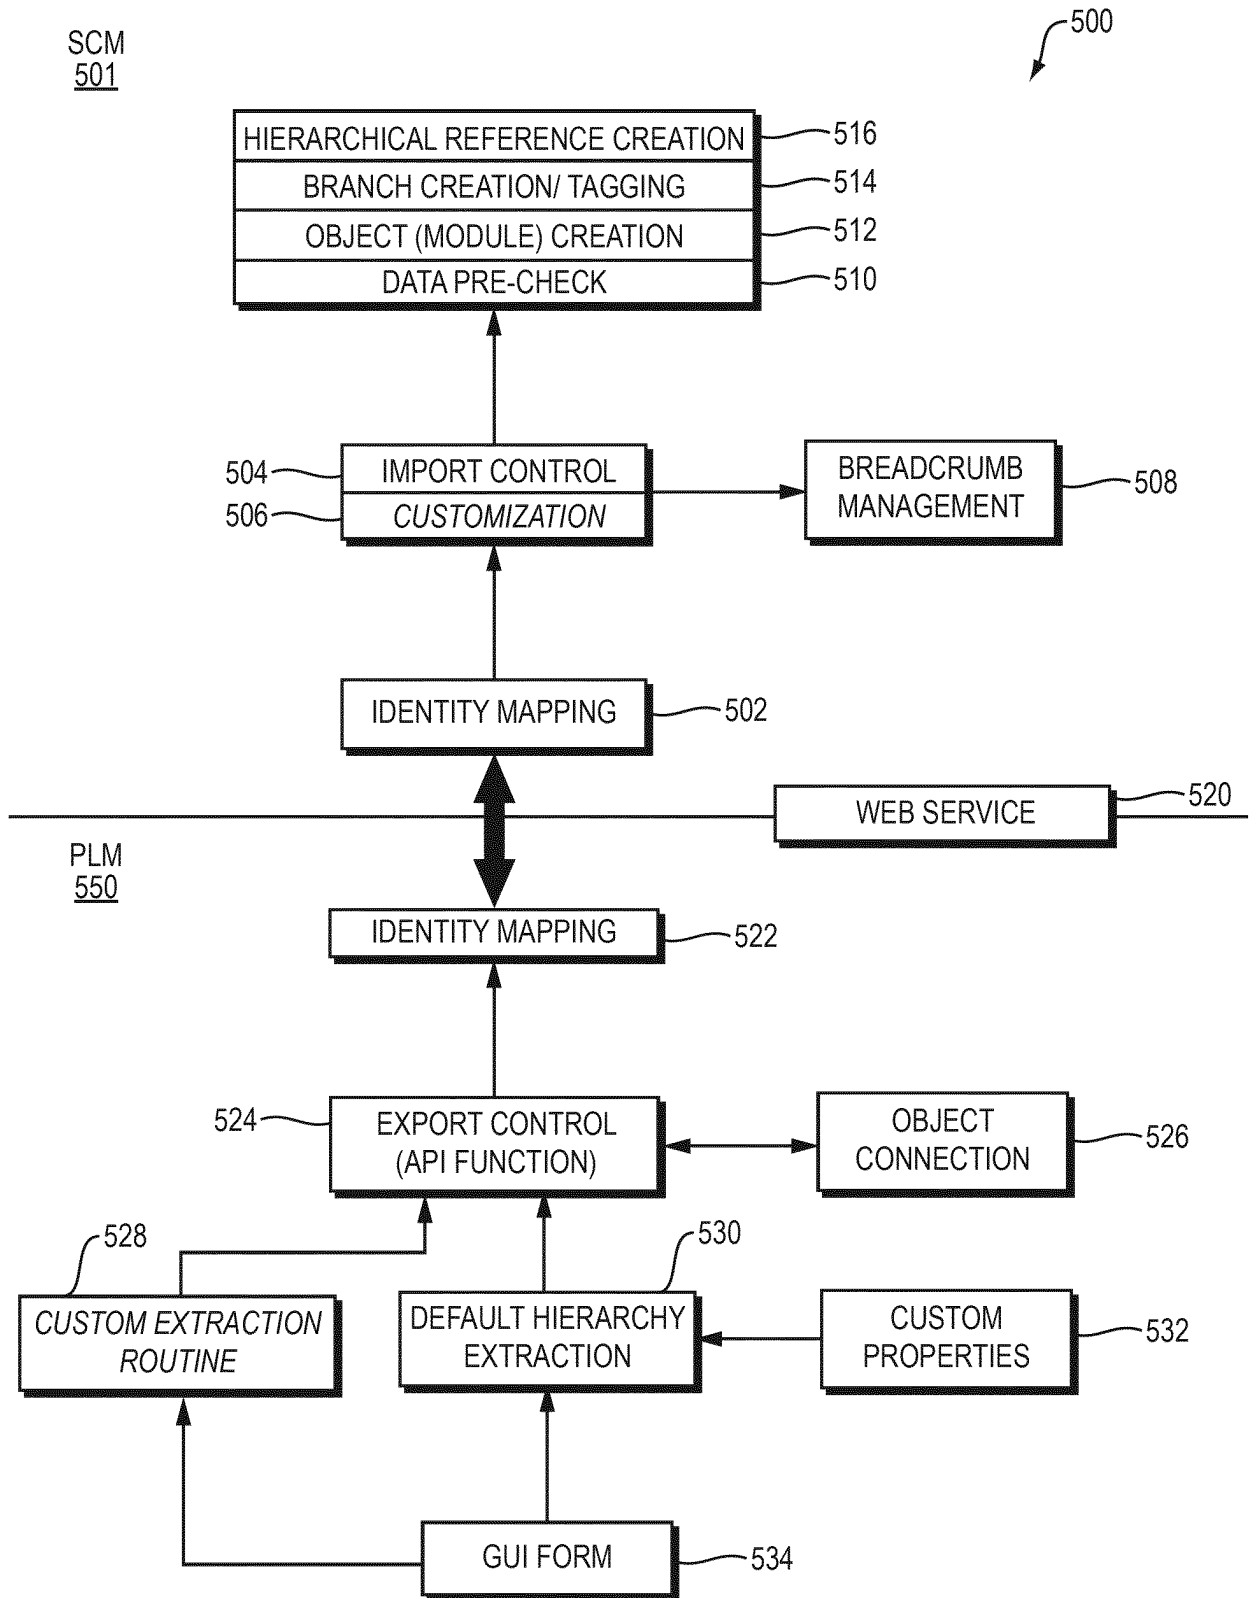 500
SCM
501
HIERARCHICAL REFERENCE CREATION
516
BRANCH CREATION/ TAGGING
514
OBJECT (MODULE) CREATION
512
DATA PRE-CHECK
510
504
IMPORT CONTROL
506
CUSTOMIZATION
BREADCRUMB
MANAGEMENT
508
IDENTITY MAPPING
502
WEB SERVICE
520
PLM
550
IDENTITY MAPPING
522
524
EXPORT CONTROL
(API FUNCTION)
OBJECT
CONNECTION
526
528
CUSTOM EXTRACTION
ROUTINE
530
DEFAULT HIERARCHY
EXTRACTION
CUSTOM
PROPERTIES
532
GUI FORM
534